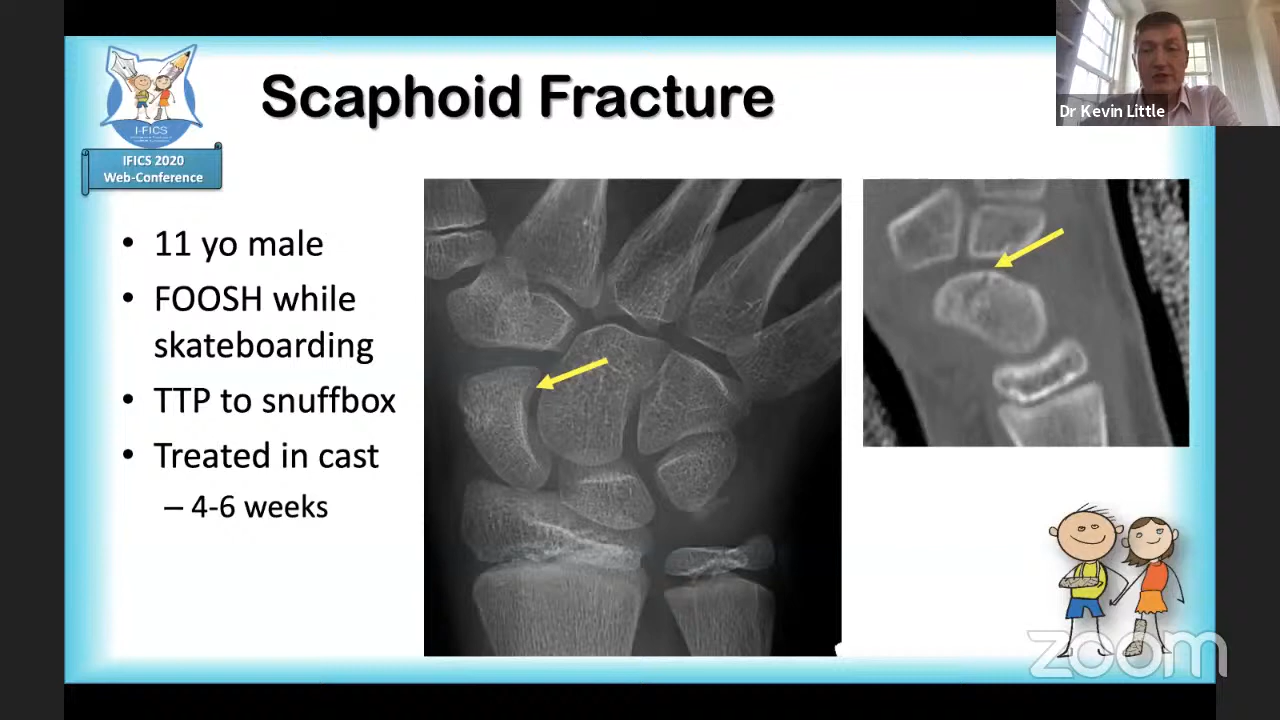 Scaphoid Fracture
Dr Kevin Little
I-FICS
IFICS 2020
Web-Conference
• 11 yo male
• FOOSH while
skateboarding
• TTP to snuffbox
• Treated in cast
– 4-6 weeks
zoom